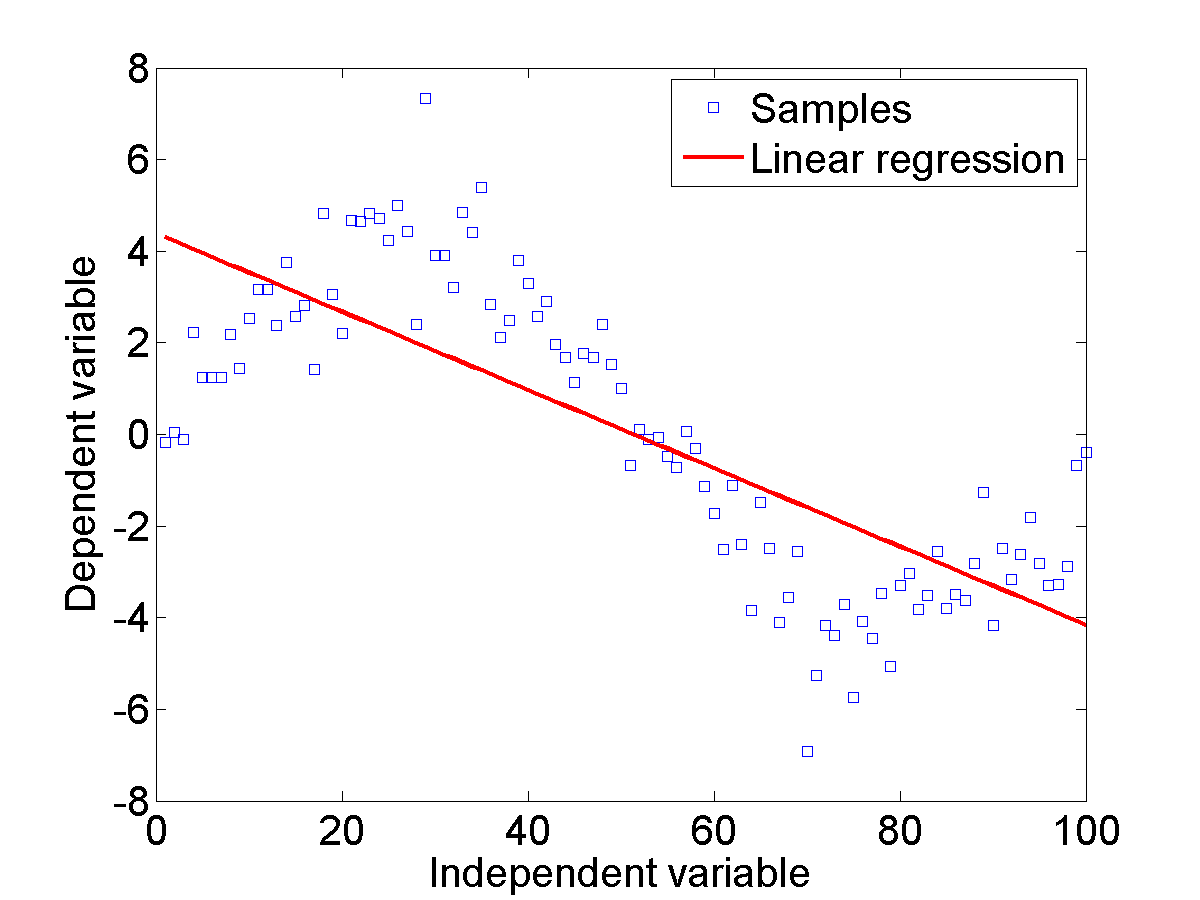 Samples
Linear regression
Dependent variable
8
6
4
2
0
-2
-4
-6
-8
0 20 40 60 80 100
Independent variable